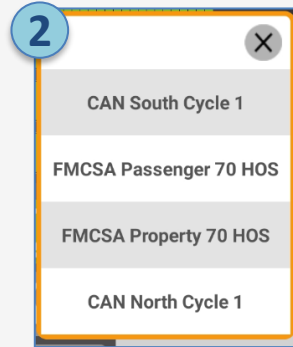 2
X
CAN South Cycle 1
FMCSA Passenger 70 HOS
FMCSA Property 70 HOS
CAN North Cycle 1